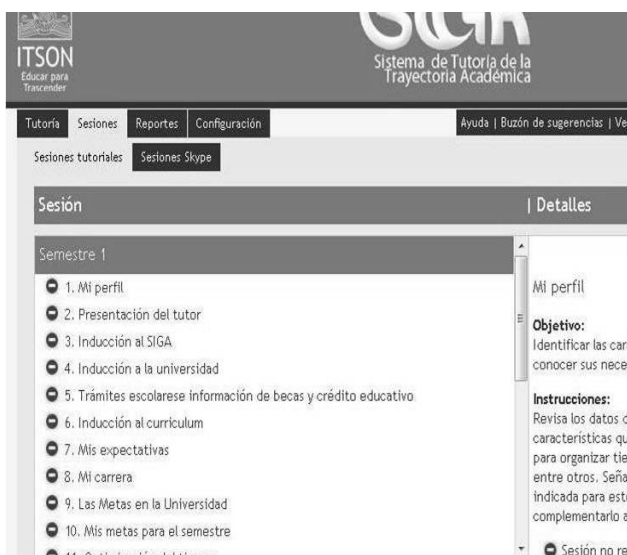 ITSON
Educar para
Trascender
SIGA
Sistema de Tutoría de la
Trayectoria Académica
Tutoría Sesiones Reportes Configuración
Ayuda | Buzón de sugerencias | Ve
Sesiones tutoriales Sesiones Skype
Sesión
| Detalles
Semestre 1
1. Mi perfil
2. Presentación del tutor
3. Inducción al SIGA
4. Inducción a la universidad
5. Trámites escolarese información de becas y crédito educativo
6. Inducción al curriculum
7. Mis expectativas
8. Mi carrera
9. Las Metas en la Universidad
10. Mis metas para el semestre
Mi perfil
Objetivo:
Identificar las car
conocer sus nece
Instrucciones:
Revisa los datos d
características qu
para organizar tie
entre otros. Seña
indicada para est
complementarlo a
Sesión no re